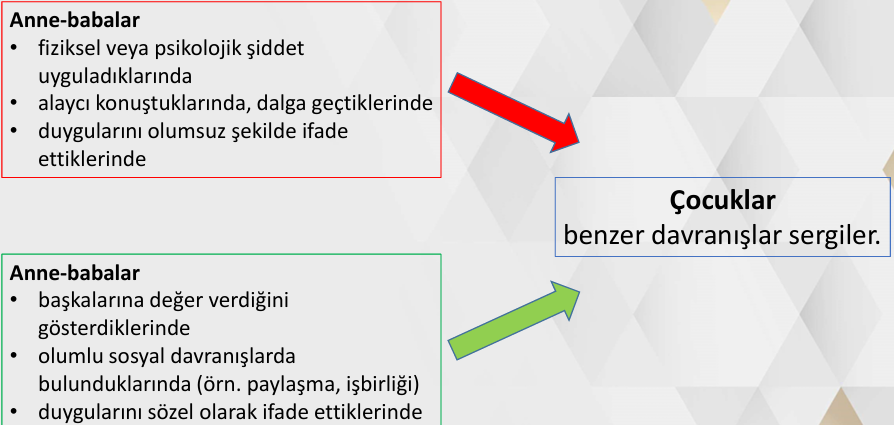 Anne-babalar
• fiziksel veya psikolojik şiddet
uyguladıklarında
• alaycı konuştuklarında, dalga geçtiklerinde
• duygularını olumsuz şekilde ifade
ettiklerinde
Çocuklar
benzer davranışlar sergiler.
Anne-babalar
• başkalarına değer verdiğini
gösterdiklerinde
• olumlu sosyal davranışlarda
bulunduklarında (örn. paylaşma, işbirliği)
• duygularını sözel olarak ifade ettiklerinde